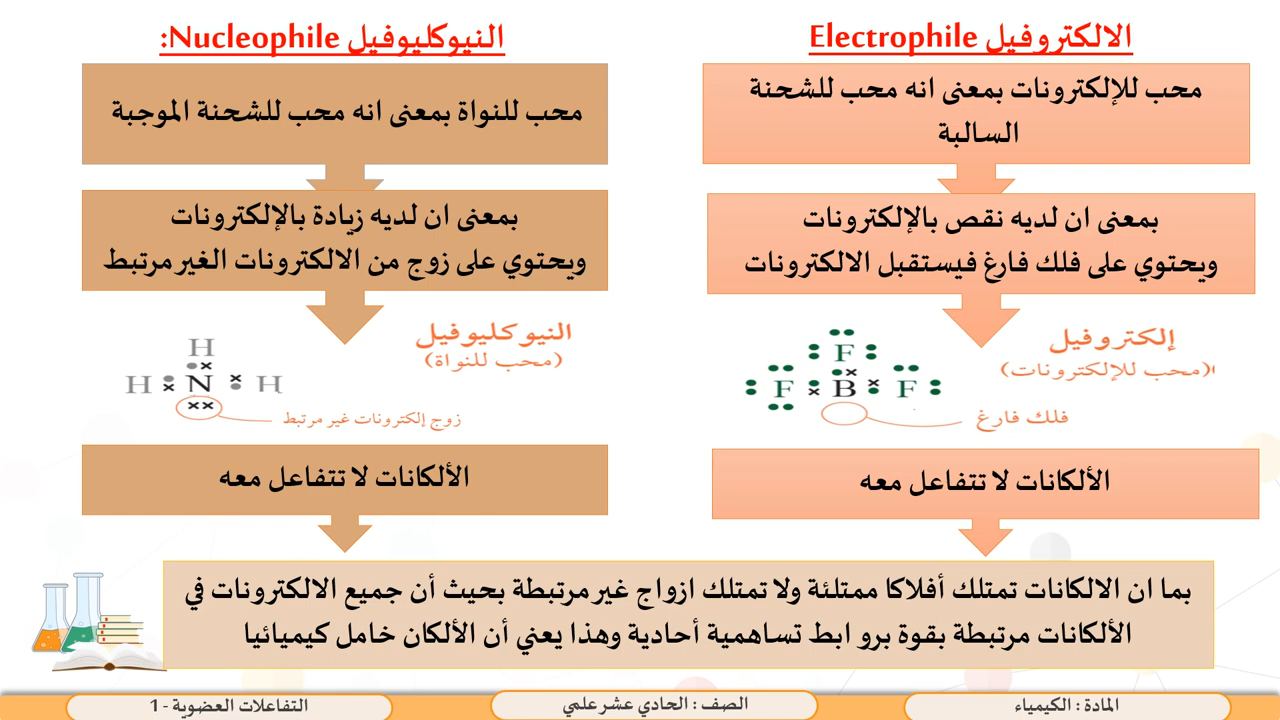 الالكتروفيل Electrophile
محب للإلكترونات بمعنى انه محب للشحنة
السالبة
بمعنى ان لديه نقص بالإلكترونات
ويحتوي على فلك فارغ فيستقبل الالكترونات
إلكتروفيل
(محب للإلكترونات)
F
F B F
فلك فارغ
الألكانات لا تتفاعل معه
النيوكليوفيل Nucleophile:
محب للنواة بمعنى انه محب للشحنة الموجبة
بمعنى ان لديه زيادة بالإلكترونات
ويحتوي على زوج من الالكترونات الغير مرتبط
النيوكليوفيل
(محب للنواة)
H
H N H
زوج إلكترونات غير مرتبط
الألكانات لا تتفاعل معه
بما ان الالكانات تمتلك أفلاكا ممتلئة ولا تمتلك ازواج غير مرتبطة بحيث أن جميع الالكترونات في
الألكانات مرتبطة بقوة برو ابط تساهمية أحادية وهذا يعني أن الألكان خامل كيميائيا
المادة : الكيمياء
الصف : الحادي عشر علمي
التفاعلات العضوية - 1